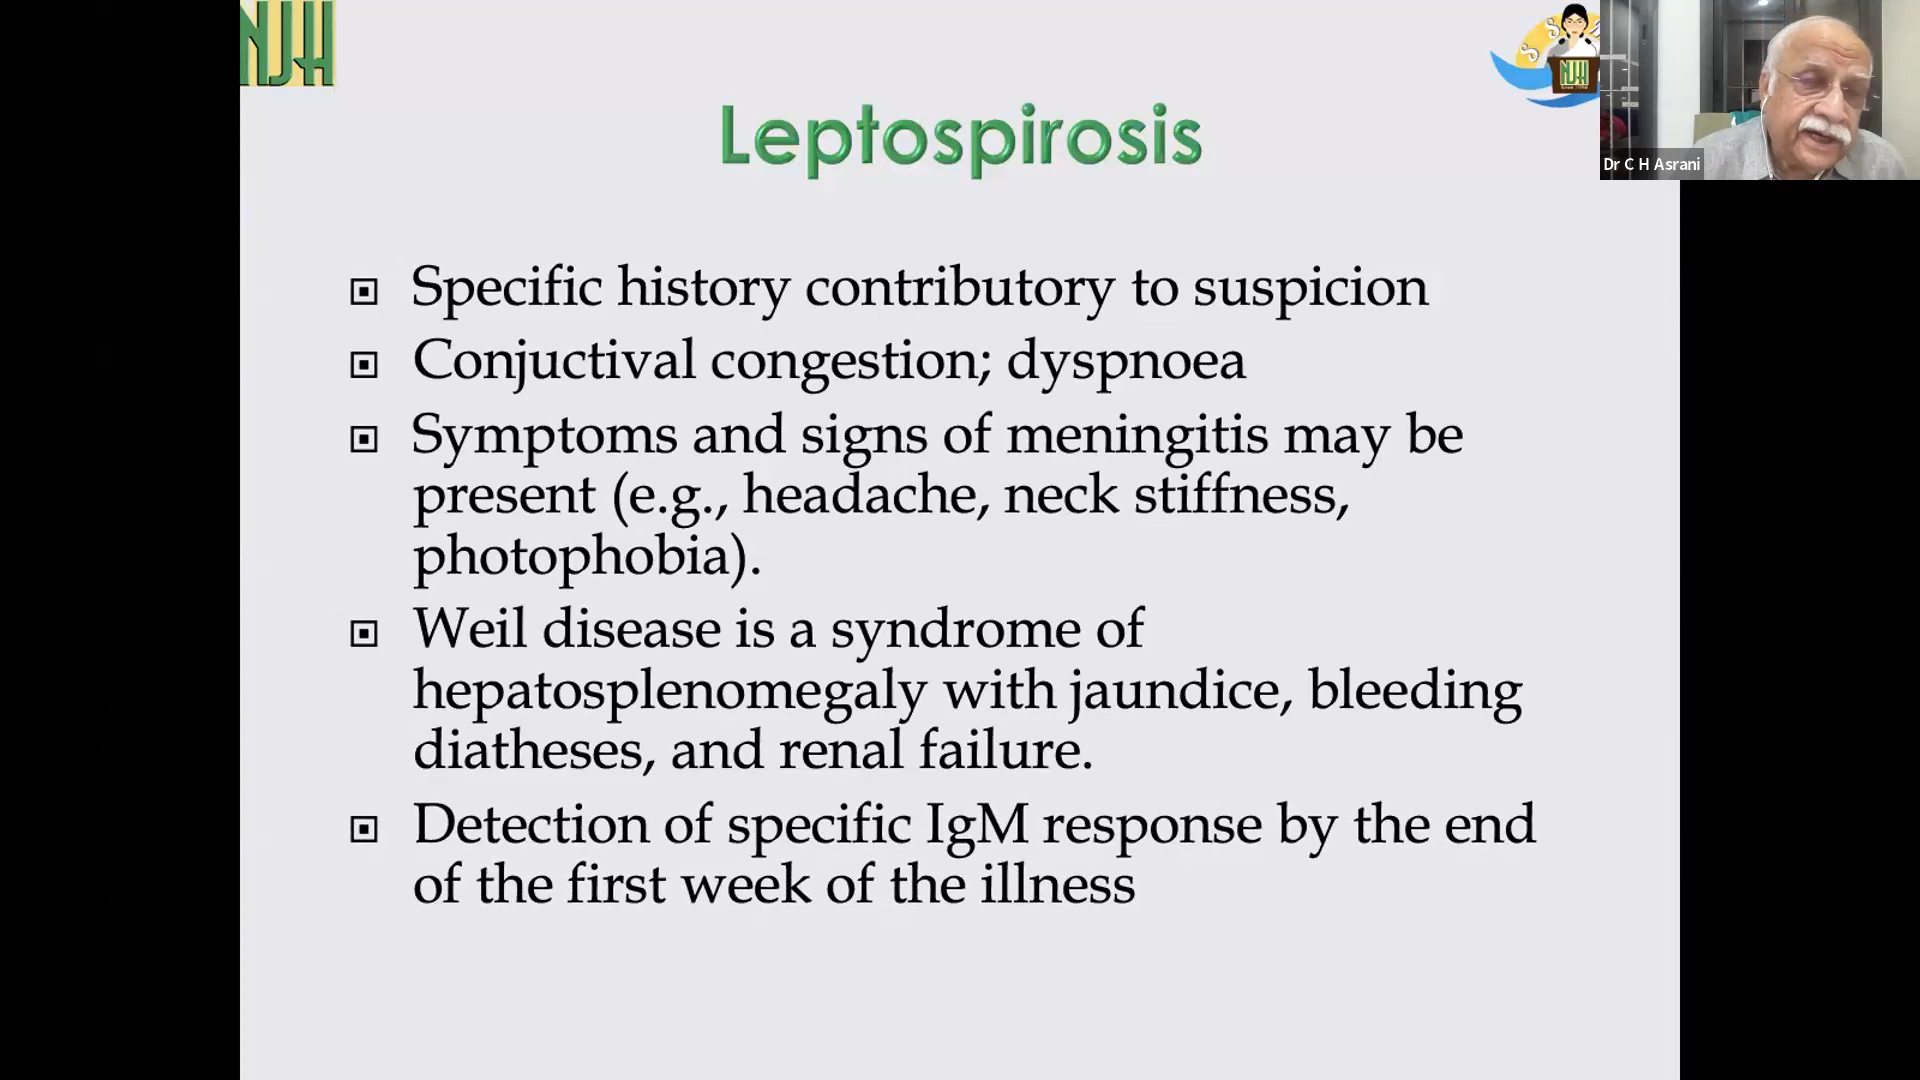 NJH
S S
NJH
Dr C H Asrani
Leptospirosis
Specific history contributory to suspicion
Conjuctival congestion; dyspnoea
Symptoms and signs of meningitis may be
present (e.g., headache, neck stiffness,
photophobia).
Weil disease is a syndrome of
hepatosplenomegaly with jaundice, bleeding
diatheses, and renal failure.
Detection of specific IgM response by the end
of the first week of the illness